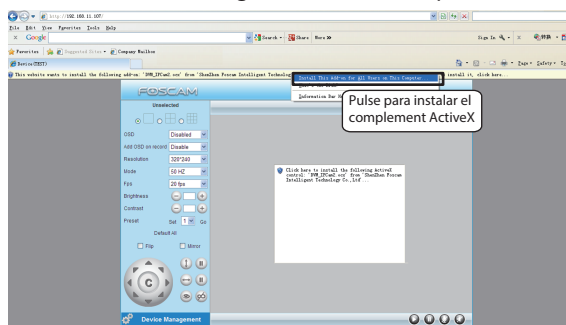 http://192.168.11.107/
File Edit View Favorites Tools Help
Google
Search
Share
More »
Sign In
Favorites
Suggested Sites
Company Mailbox
Device(TEST)
Page
Safety
This website wants to install the following add-on: 'DVM_IPCam2.ocx' from 'ShenZhen Foscam Intelligent Technology
Install This Add-on for All Users on This Computer...
install it, click here...
Information Bar
Pulse para instalar el
complement ActiveX
FOSCAM
Unselected
OSD
Disabled
Add OSD on record
Disable
Resolution
320*240
Mode
50 HZ
Fps
20 fps
Brightness
Contrast
Preset
Set
1
Go
Default All
Flip
Mirror
C
Device Management
Click here to install the following ActiveX
control: 'DVM_IPCam2.ocx' from 'ShenZhen Foscam
Intelligent Technology Co.,Ltd'...